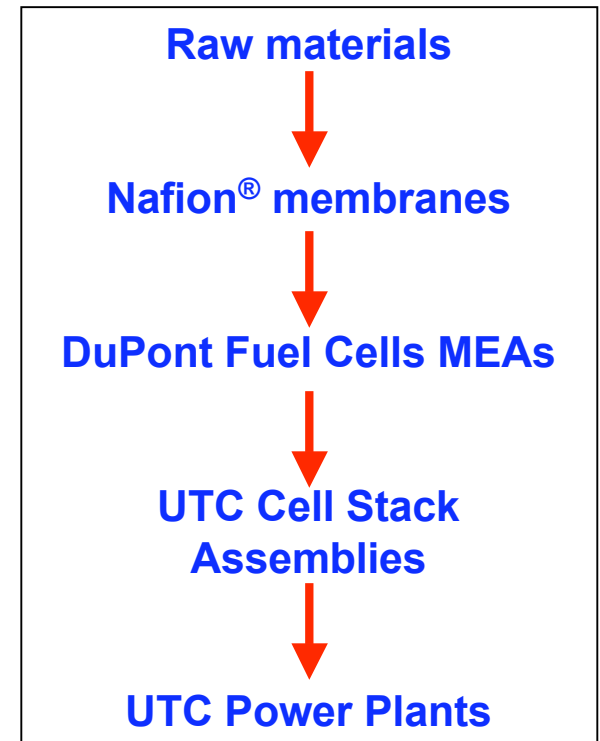 Raw materials
Nafion® membranes
DuPont Fuel Cells MEAs
UTC Cell Stack
Assemblies
UTC Power Plants